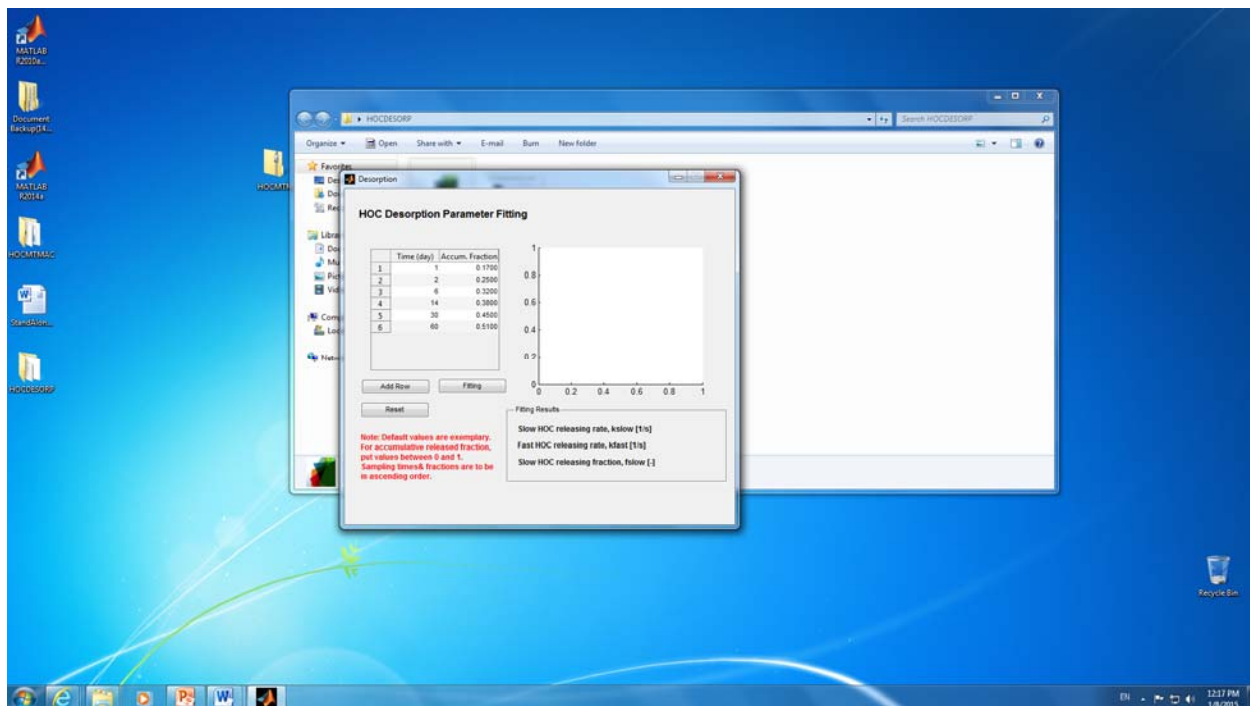 MATLAB
R2010a...
Document
Backup(14...
MATLAB
R2014a
HOCMTMAC
StandAlon...
HOCDESORP
HOCMTM
HOCDESORP
Search HOCDESORP
Organize
Open
Share with
E-mail
Burn
New folder
Favorites
Desorption
HOC Desorption Parameter Fitting
Time (day) Accum. Fraction
1 1 0.1700
2 2 0.2500
3 6 0.3200
4 14 0.3800
5 30 0.4500
6 60 0.5100
Add Row
Fitting
Reset
Note: Default values are exemplary.
For accumulative released fraction,
put values between 0 and 1.
Sampling times& fractions are to be
in ascending order.
1
0.8
0.6
0.4
0.2
0
0 0.2 0.4 0.6 0.8 1
Fitting Results
Slow HOC releasing rate, kslow [1/s]
Fast HOC releasing rate, kfast [1/s]
Slow HOC releasing fraction, fslow [-]
Recycle Bin
EN
12:17 PM
1/8/2015